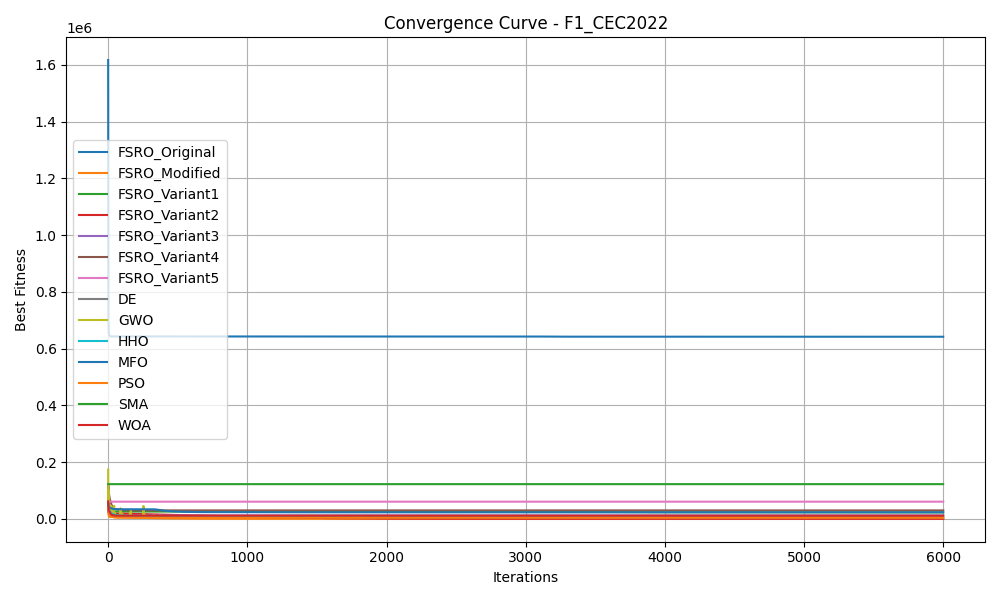 Convergence Curve - F1_CEC2022
1e6
1.6
1.4
1.2
1.0
0.8
0.6
0.4
0.2
0.0
Best Fitness
FSRO_Original
FSRO_Modified
FSRO_Variant1
FSRO_Variant2
FSRO_Variant3
FSRO_Variant4
FSRO_Variant5
DE
GWO
HHO
MFO
PSO
SMA
WOA
0 1000 2000 3000 4000 5000 6000
Iterations